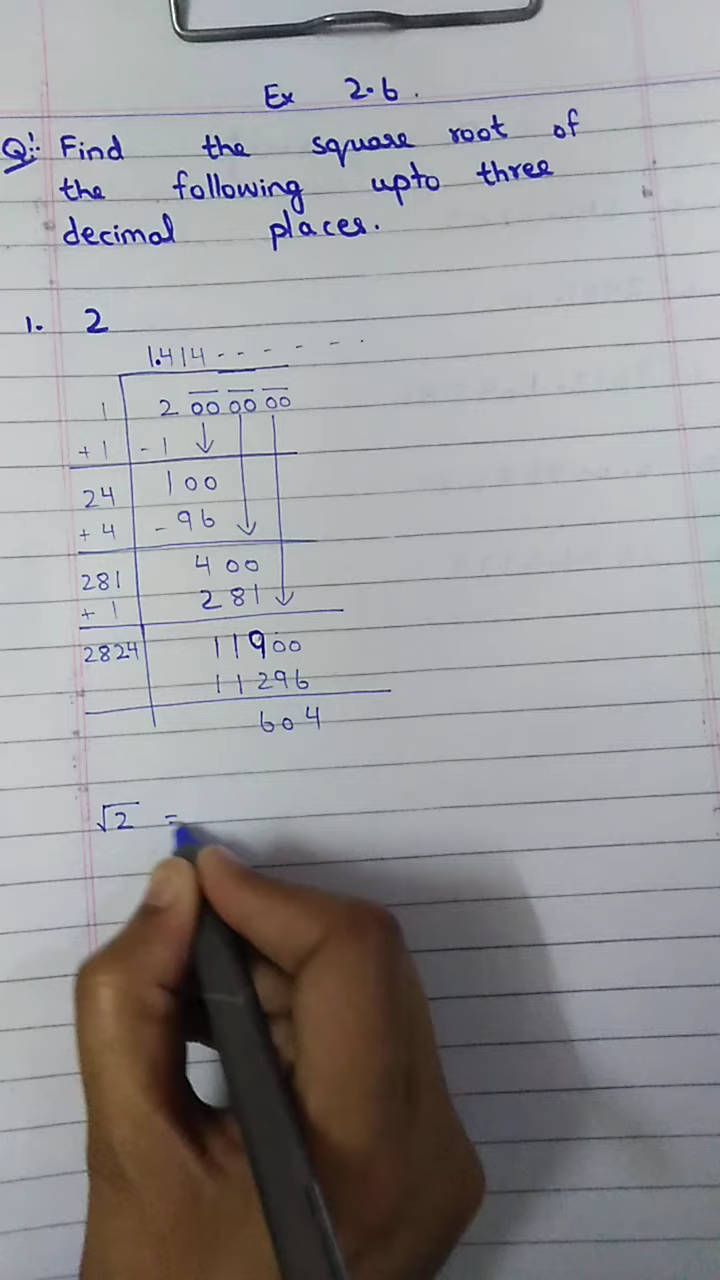 Ex 2.6.
Q1: Find the square root of
the following upto three
decimal places.
1. 2
1.414 - - - - - .
1 2 00 00 00
+ 1 - 1
24 100
+ 4 - 96
281 400
+ 1 281
2824 11900
11296
604
√2 =